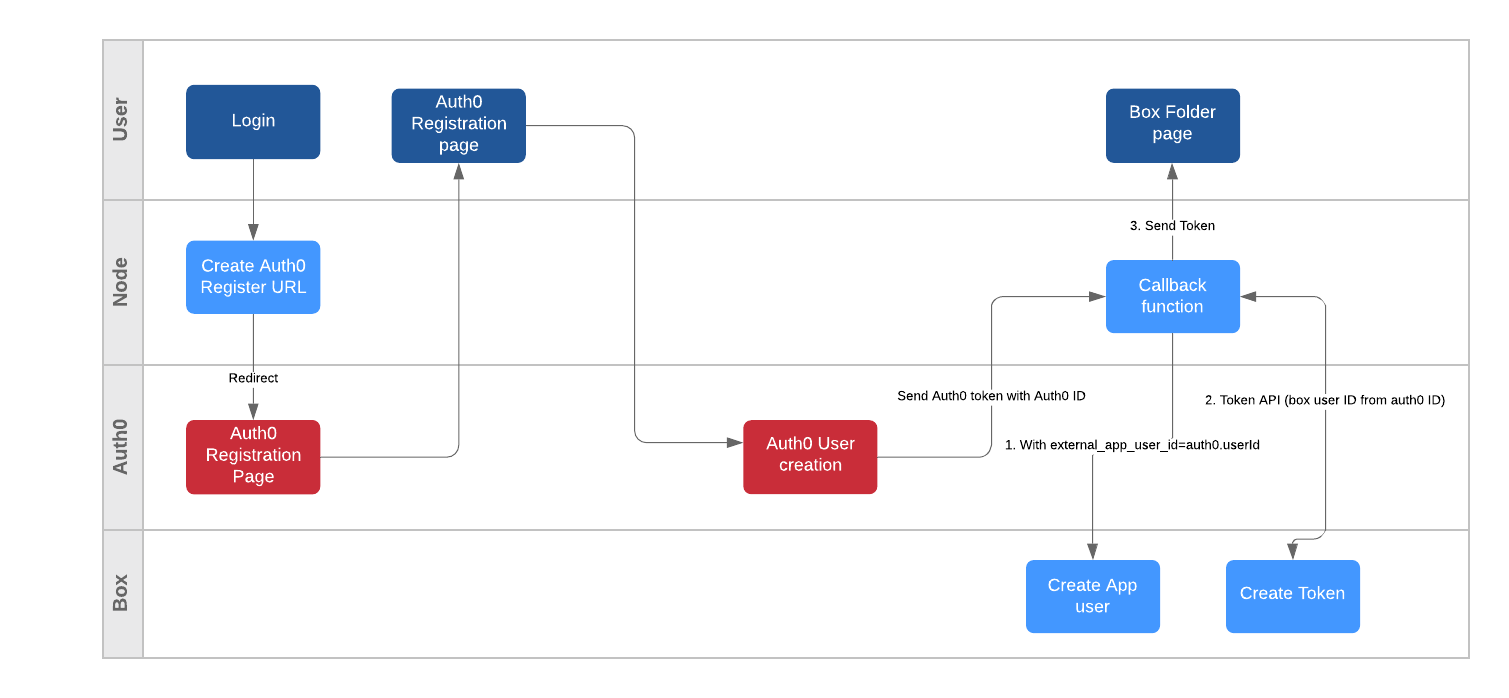 User
Login
Auth0
Registration
page
Box Folder
page
Node
3. Send Token
Create Auth0
Register URL
Callback
function
Auth0
Redirect
Send Auth0 token with Auth0 ID
2. Token API (box user ID from auth0 ID)
Auth0
Registration
Page
Auth0 User
creation
1. With external_app_user_id=auth0.userId
Box
Create App
user
Create Token